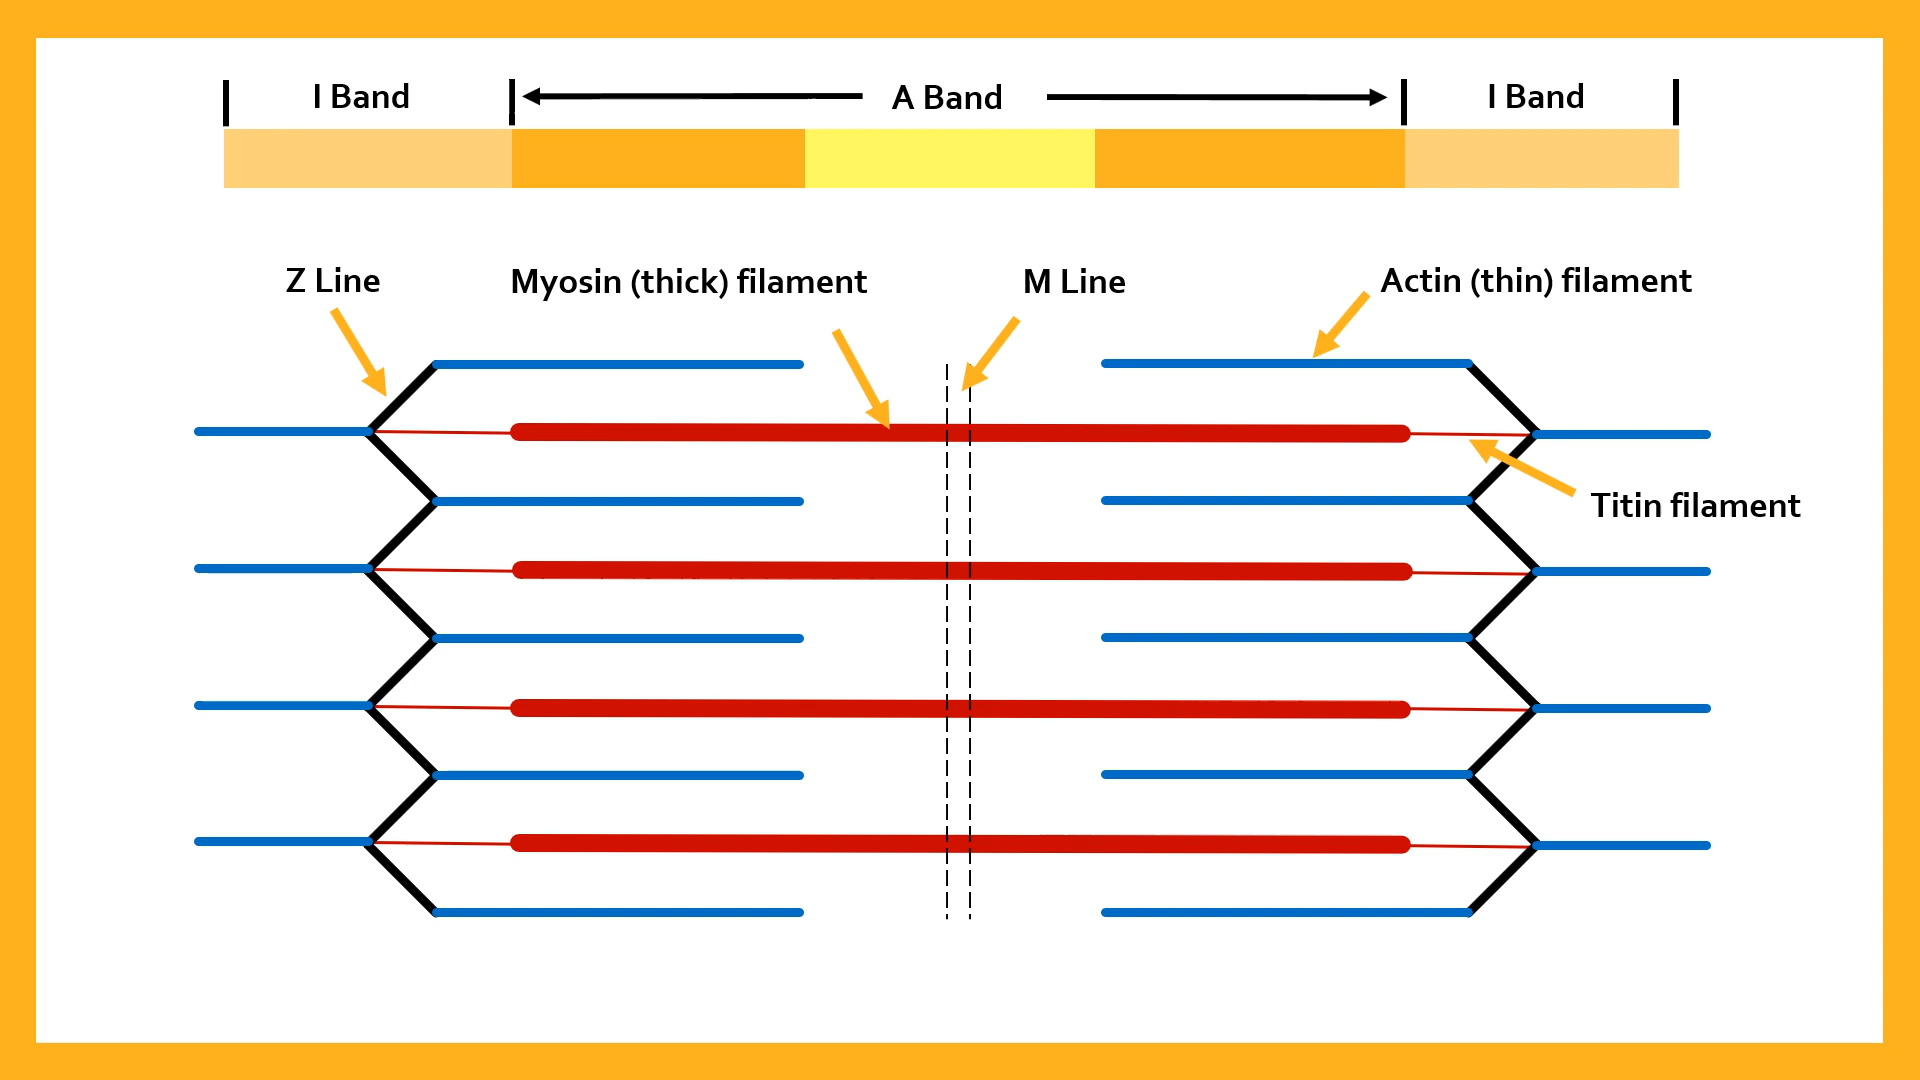 I Band
A Band
I Band
Z Line
Myosin (thick) filament
M Line
Actin (thin) filament
Titin filament